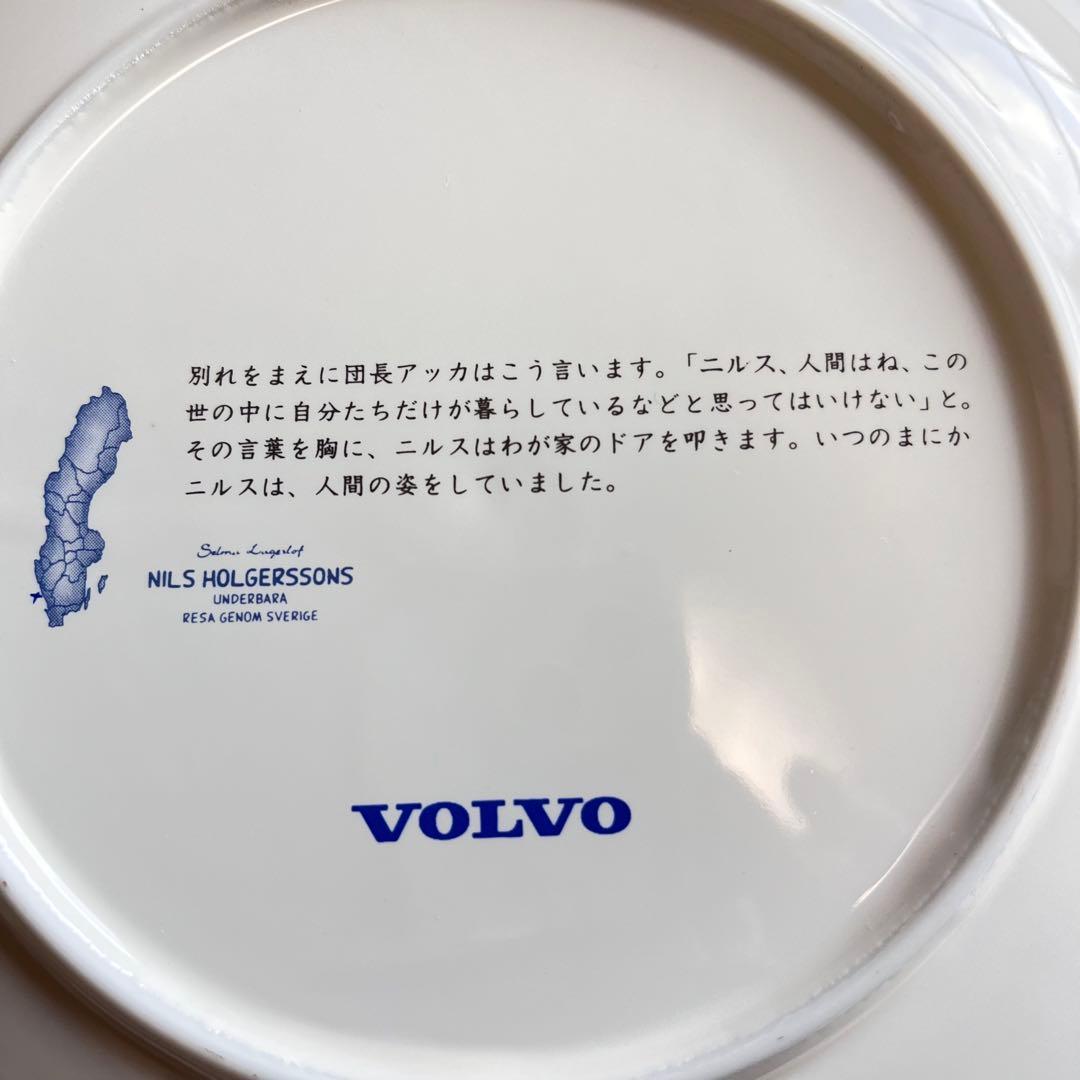 別れをまえに団長アッカはこう言います。「ニルス、人間はね、この
世の中に自分たちだけが暮らしているなどと思ってはいけない」と。
その言葉を胸に、ニルスはわが家のドアを叩きます。いつのまにか
ニルスは、人間の姿をしていました。
Selma Lagerlöf
NILS HOLGERSSONS
UNDERBARA
RESA GENOM SVERIGE
VOLVO